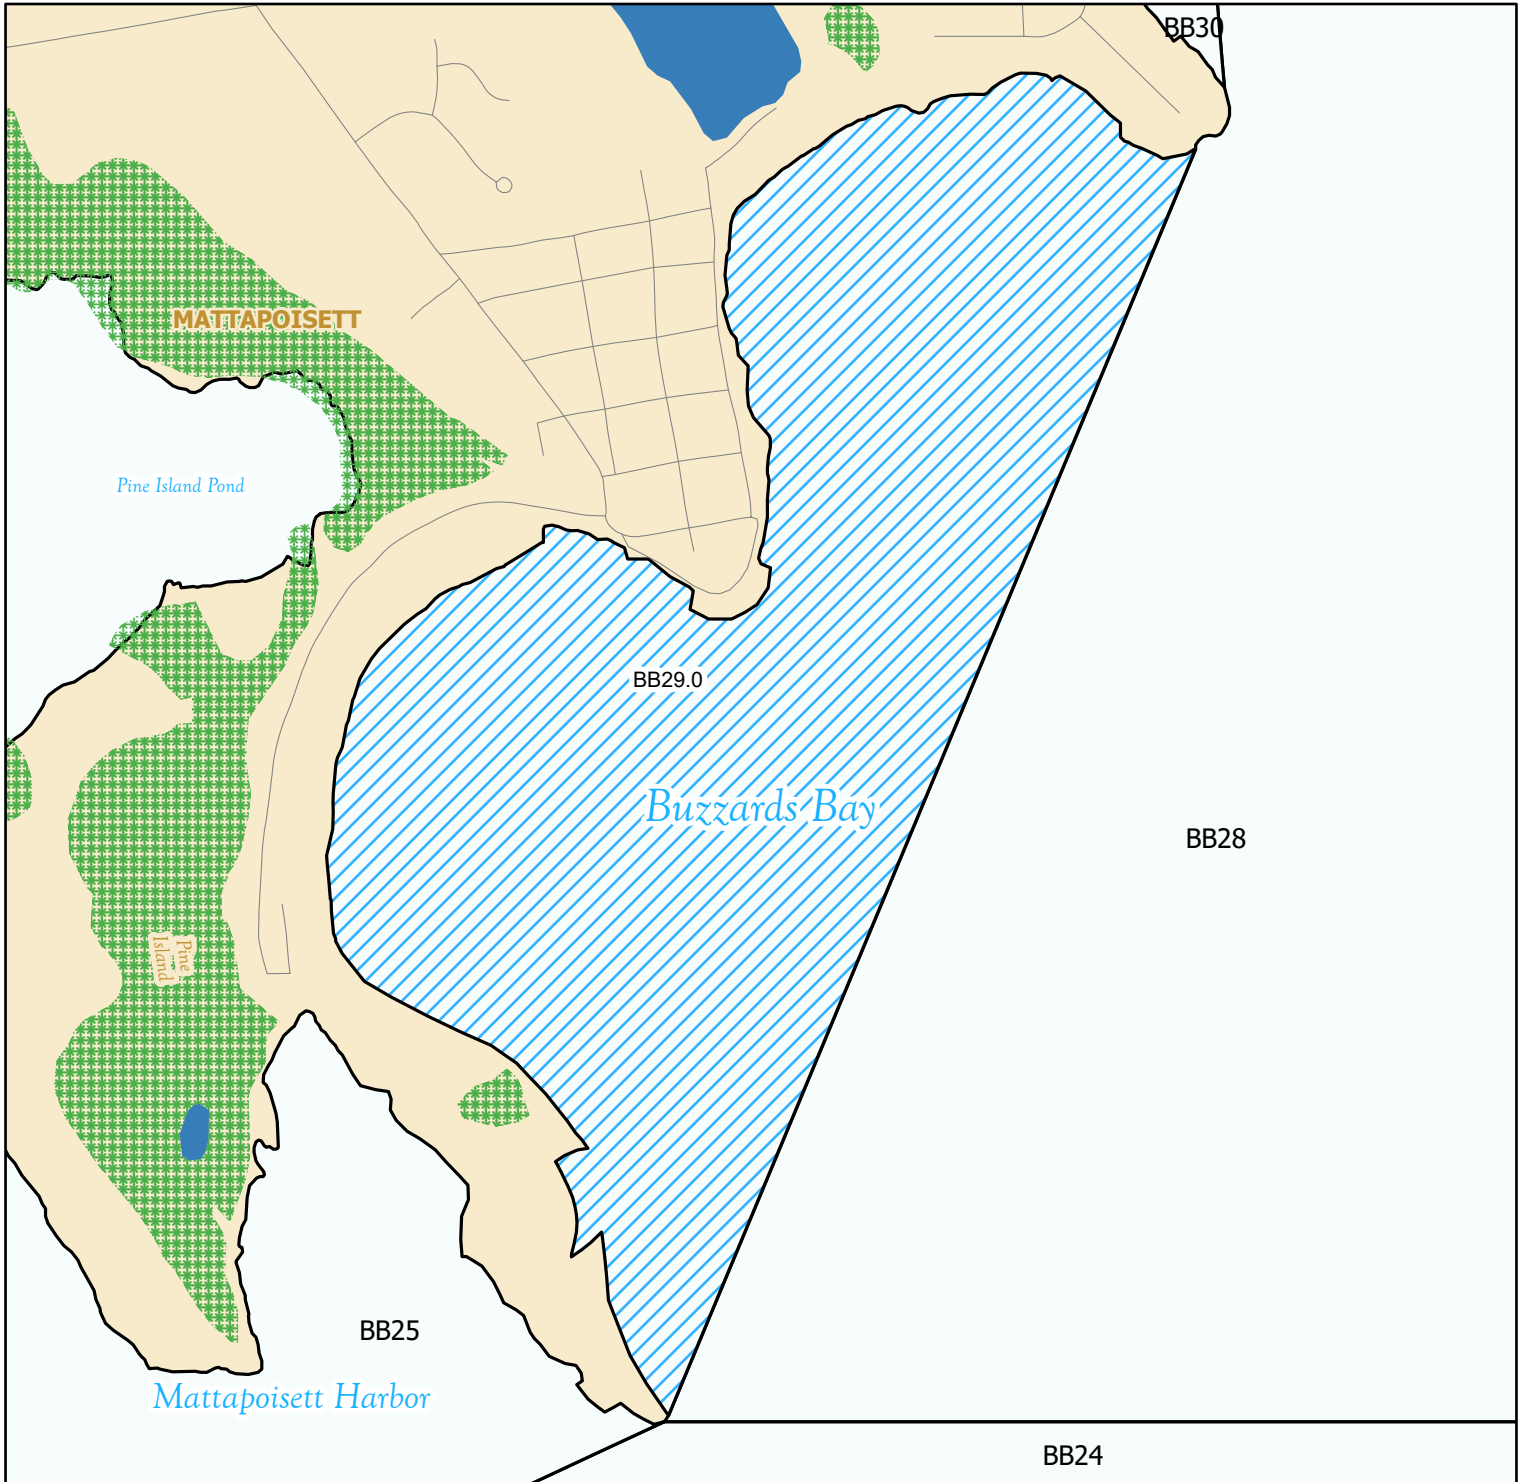 BB30
MATTAPOISETT
Pine Island Pond
BB29.0
Buzzards Bay
BB28
Pine
Island
BB25
Mattapoisett Harbor
BB24